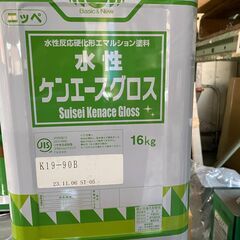 ニッペ
Basic & New
水性反応硬化形エマルション塗料
水性
ケンエースグロス
Suisei Kenace Gloss
16kg
JIS
K19-90B
23.11.06 ST-05